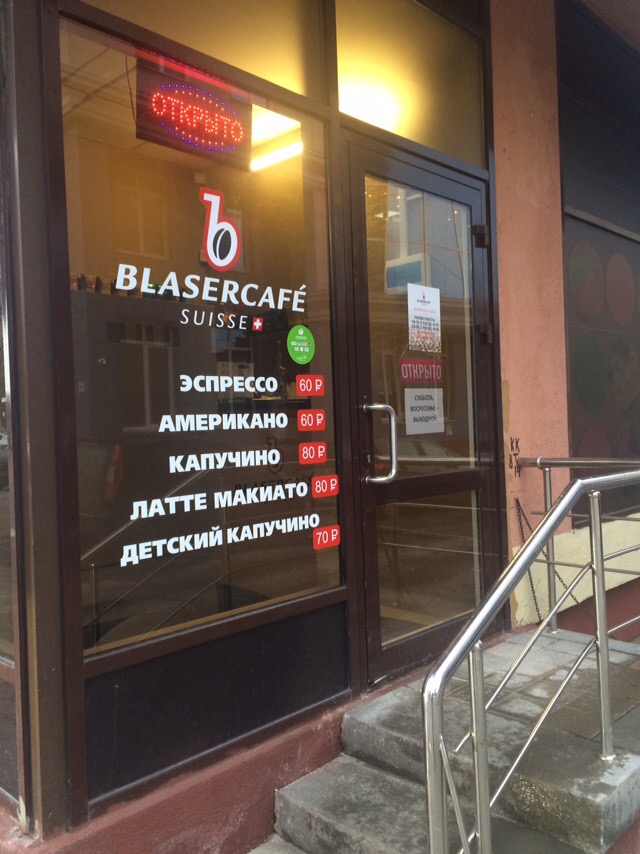 ОТКРЫТО
b
BLASERCAFÉ
SUISSE
ЭСПРЕССО 60 ₽
АМЕРИКАНО 60 ₽
КАПУЧИНО 80 ₽
ЛАТТЕ МАКИАТО 80 ₽
ДЕТСКИЙ КАПУЧИНО 70 ₽
ОТКРЫТО
СУББОТА,
ВОСКРЕСЕНЬЕ -
ВЫХОДНОЙ
КК